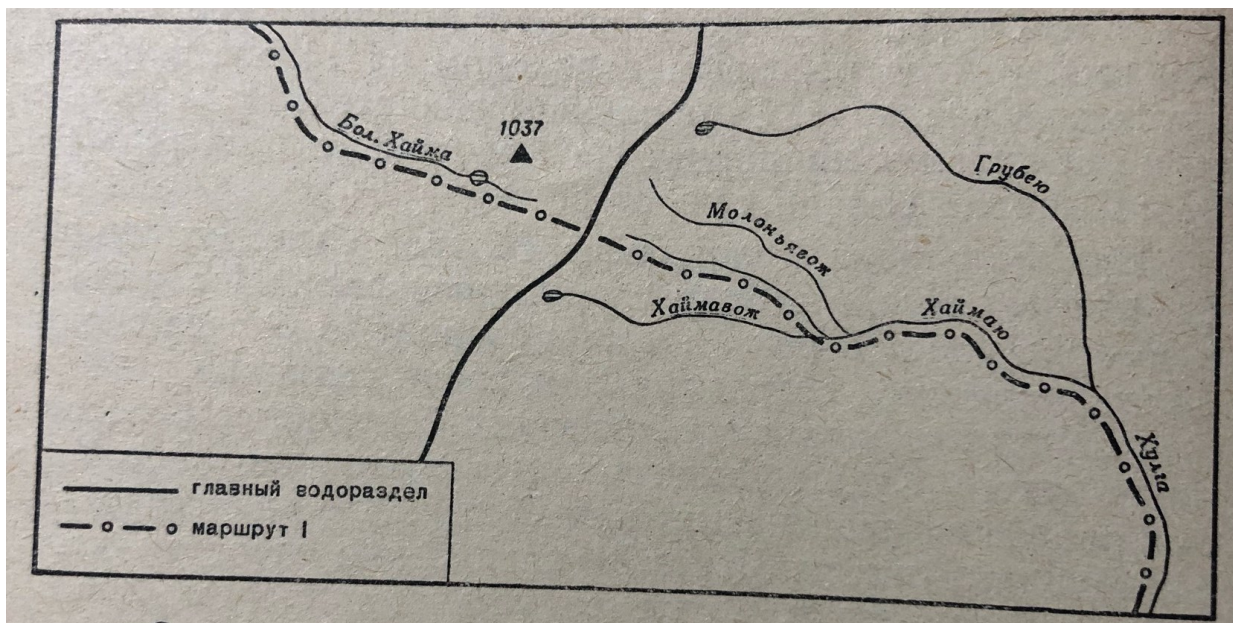 1037
Бол. Хайма
Грубею
Молоньявож
Хаймавож
Хаймаю
Хулга
главный водораздел
маршрут I